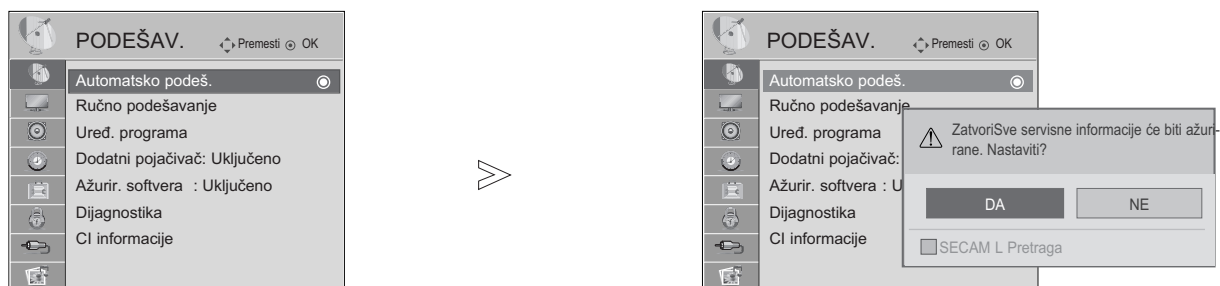 PODEŠAV. Premesti OK
Automatsko podeš.
Ručno podešavanje
Uređ. programa
Dodatni pojačivač: Uključeno
Ažurir. softvera : Uključeno
Dijagnostika
CI informacije
PODEŠAV. Premesti OK
Automatsko podeš.
Ručno podešavanje
Uređ. programa
Dodatni pojačivač:
Ažurir. softvera : U
Dijagnostika
CI informacije
ZatvoriSve servisne informacije će biti ažuri-
rane. Nastaviti?
DA NE
SECAM L Pretraga